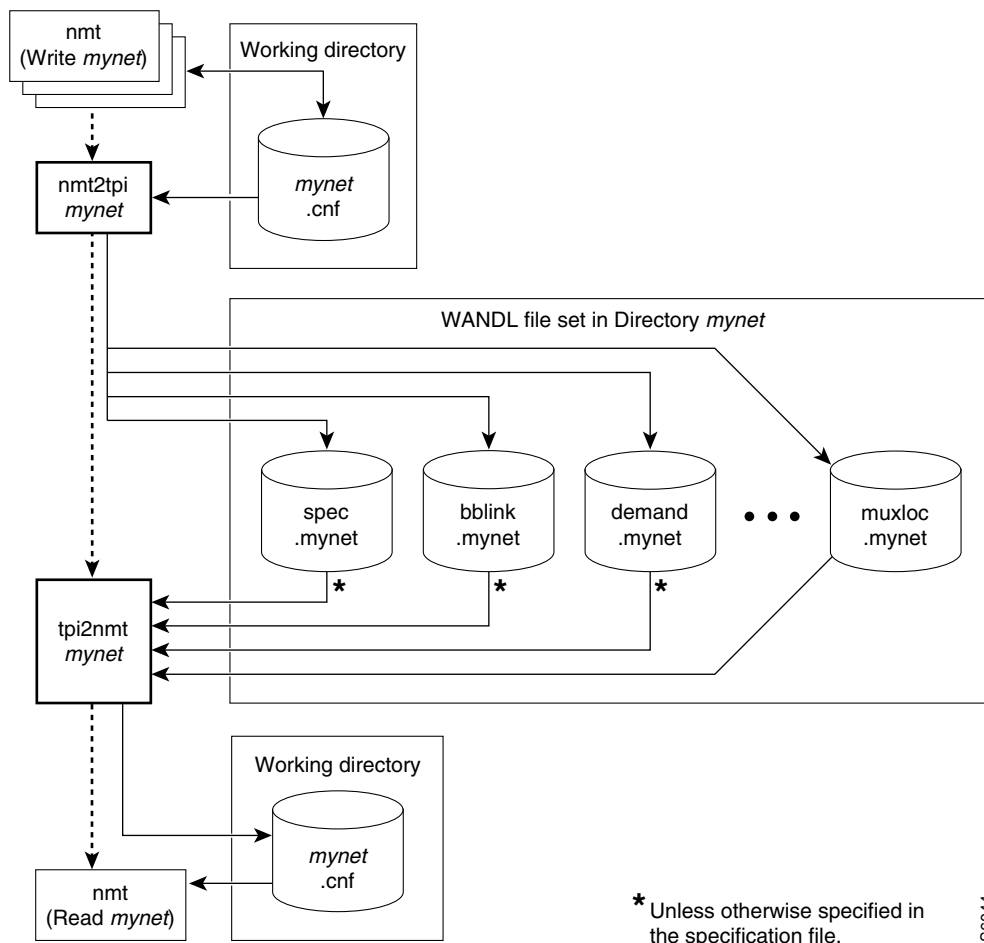 nmt
(Write mynet)
Working directory
mynet
.cnf
nmt2tpi
mynet
WANDL file set in Directory mynet
spec
.mynet
bblink
.mynet
demand
.mynet
• • •
muxloc
.mynet
*
*
*
tpi2nmt
mynet
Working directory
mynet
.cnf
nmt
(Read mynet)
* Unless otherwise specified in
the specification file.